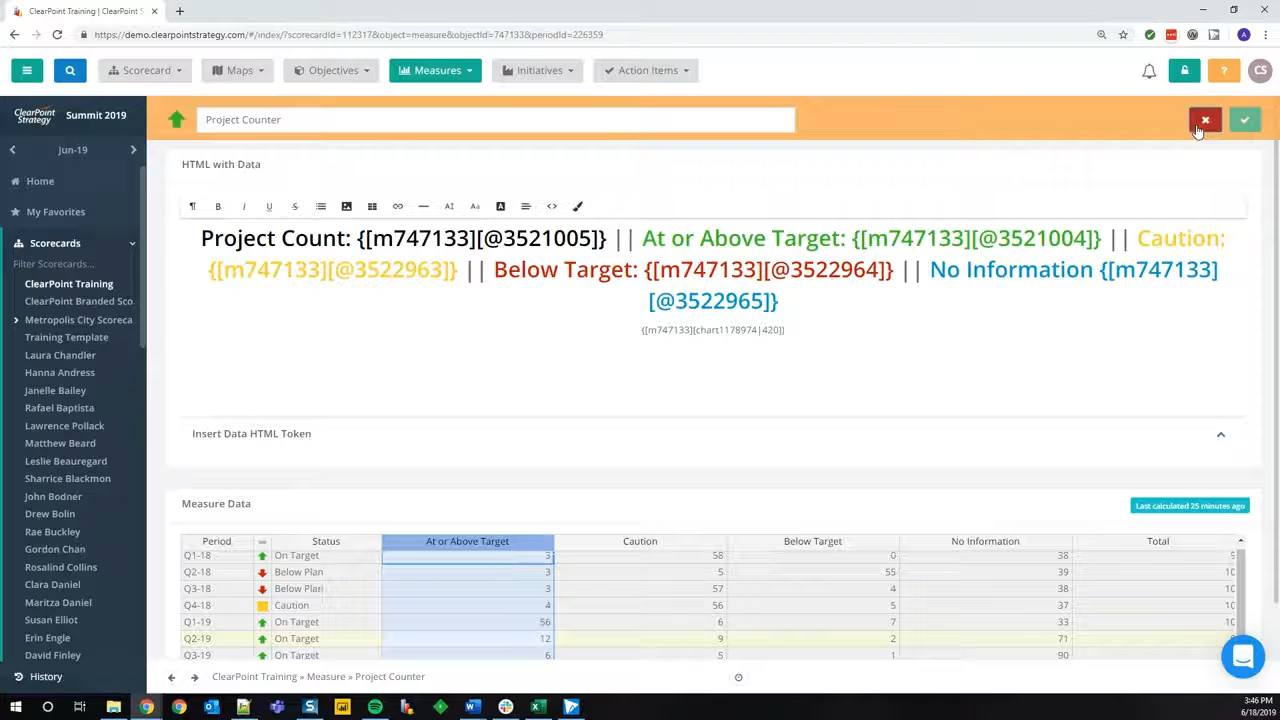 ClearPoint Training | ClearPoint S
https://demo.clearpointstrategy.com/#/index/?scorecardId=112317&object=measure&objectId=747133&periodId=226359
A
Scorecard
Maps
Objectives
Measures
Initiatives
Action Items
?
CS
ClearPoint Strategy
Summit 2019
Project Counter
Jun-19
HTML with Data
Home
My Favorites
Project Count: {[m747133][@3521005]} || At or Above Target: {[m747133][@3521004]} || Caution:
{[m747133][@3522963]} || Below Target: {[m747133][@3522964]} || No Information {[m747133]
[@3522965]}
{[m747133][chart1178974|420]}
Scorecards
Filter Scorecards...
ClearPoint Training
ClearPoint Branded Sco
Metropolis City Scoreca
Training Template
Laura Chandler
Hanna Andress
Janelle Bailey
Rafael Baptista
Lawrence Pollack
Matthew Beard
Leslie Beauregard
Sharrice Blackmon
John Bodner
Drew Bolin
Rae Buckley
Gordon Chan
Rosalind Collins
Clara Daniel
Maritza Daniel
Susan Elliot
Erin Engle
David Finley
History
Insert Data HTML Token
Measure Data
Last calculated 25 minutes ago
Period Status At or Above Target Caution Below Target No Information Total
Q1-18 On Target 3 58 0 38
Q2-18 Below Plan 3 5 55 39 10
Q3-18 Below Plan 3 57 4 38 10
Q4-18 Caution 4 56 5 37 10
Q1-19 On Target 56 6 7 33 10
Q2-19 On Target 12 9 2 71
Q3-19 On Target 6 5 1 90 10
ClearPoint Training » Measure » Project Counter
3:46 PM
6/18/2019